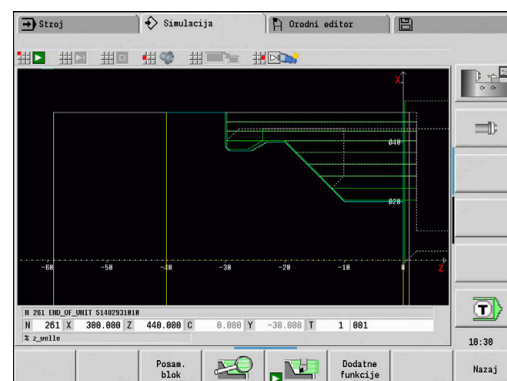 Stroj
Simulacija
Orodni editor
X
ø40
ø20
-60 -50 -40 -30 -20 -10 0 Z
N 261 END_OF_UNIT
N 261 X 300.000 Z 440.000 C 0.000 Y -30.000 T 1 001
% z_welle
T
10:30
Posam. blok
Dodatne funkcije
Nazaj